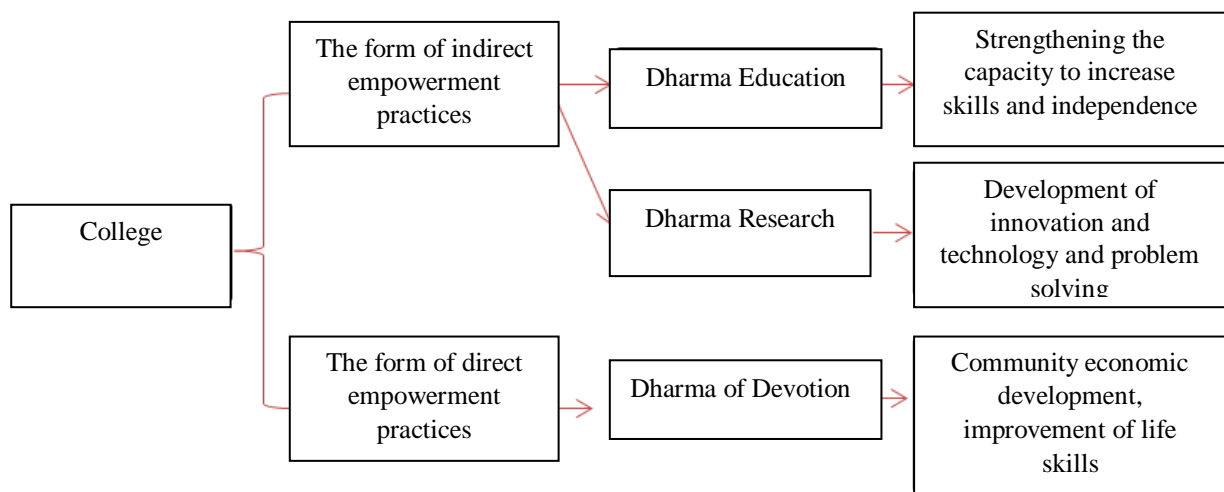 College
The form of indirect
empowerment
practices
Dharma Education
Strengthening the
capacity to increase
skills and independence
Dharma Research
Development of
innovation and
technology and problem
solving
The form of direct
empowerment
practices
Dharma of Devotion
Community economic
development,
improvement of life
skills